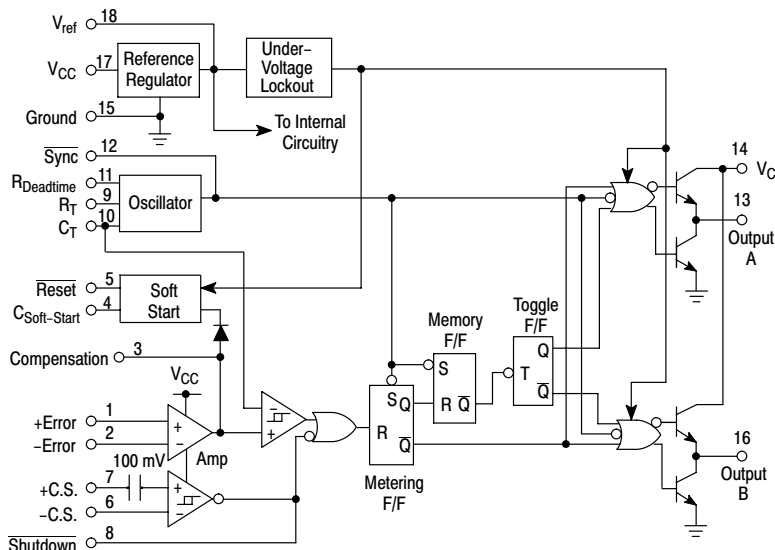 Vref
18
VCC
17
Reference
Regulator
Under-
Voltage
Lockout
Ground
15
To Internal
Circuitry
Sync
12
RDeadtime
11
RT
9
CT
10
Oscillator
14
VC
13
Output
A
Reset
5
CSoft-Start
4
Soft
Start
Compensation
3
VCC
Memory
F/F
Toggle
F/F
S
R
Q
T
Q
Q
+Error
1
-Error
2
+
-
Amp
-
+
S
Q
R
Q
Metering
F/F
100 mV
+C.S.
7
-C.S.
6
+
-
Shutdown
8
16
Output
B